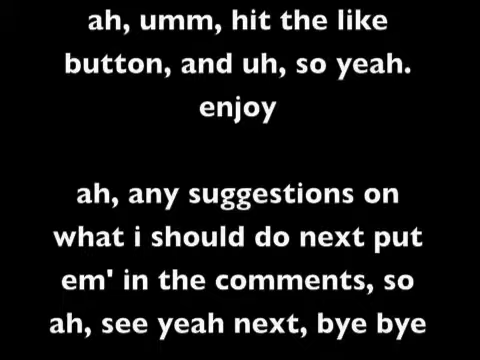 ah, umm, hit the like
button, and uh, so yeah.
enjoy
ah, any suggestions on
what i should do next put
em' in the comments, so
ah, see yeah next, bye bye